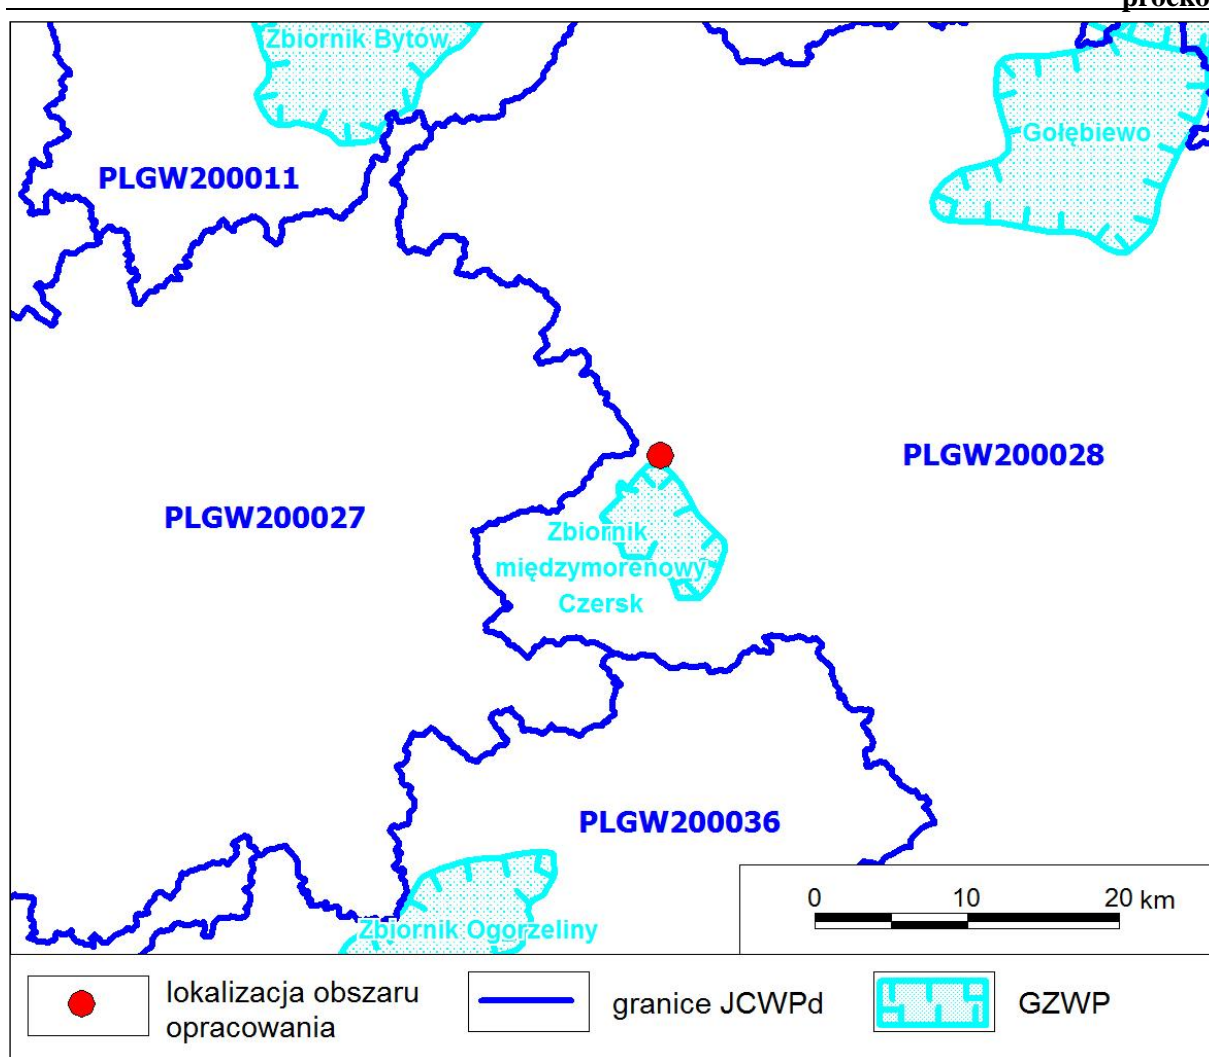 Zbiornik Bytów
Gołębiewo
PLGW200011
PLGW200028
PLGW200027
Zbiornik
międzymorenowy
Czersk
PLGW200036
0 10 20 km
Zbiornik Ogorzeliny
lokalizacja obszaru
opracowania
granice JCWPd
GZWP